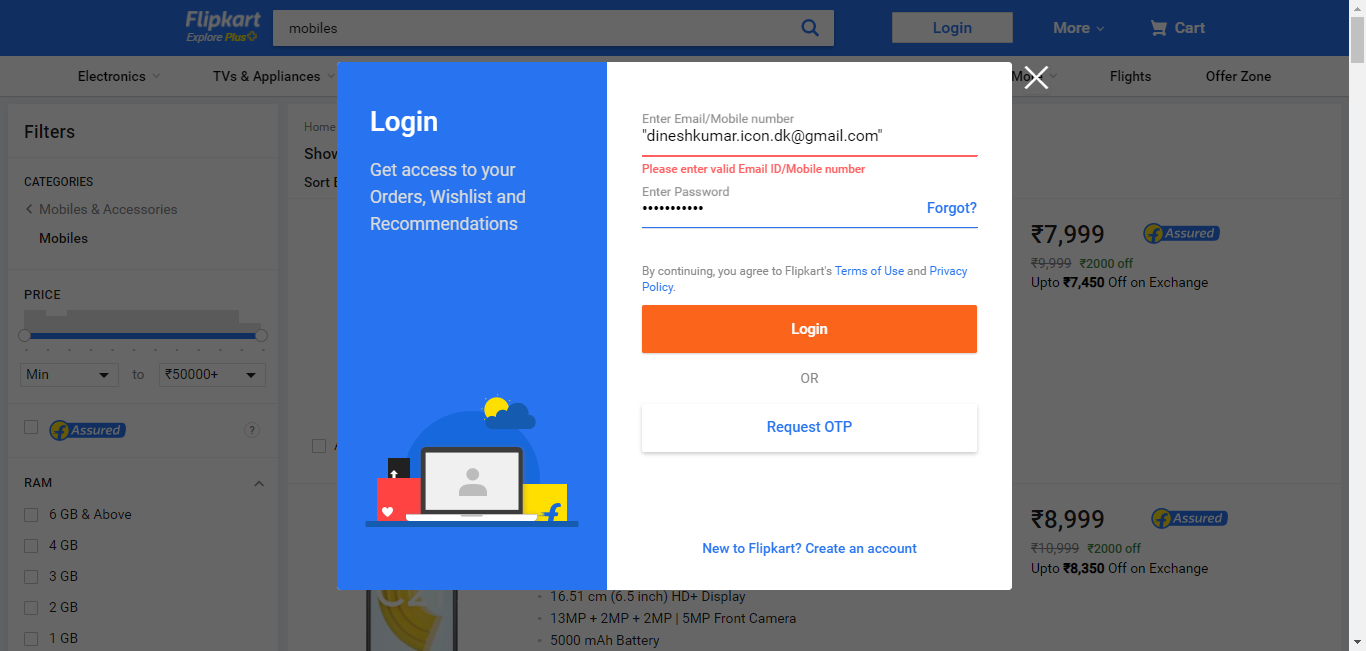 Flipkart
Explore Plus
mobiles
Login
More
Cart
Electronics
TVs & Appliances
More
Flights
Offer Zone
Filters
CATEGORIES
Mobiles & Accessories
Mobiles
PRICE
Min
to
₹50000+
Assured
?
RAM
6 GB & Above
4 GB
3 GB
2 GB
1 GB
Home
Sort
Login
Get access to your
Orders, Wishlist and
Recommendations
Enter Email/Mobile number
"dineshkumar.icon.dk@gmail.com"
Please enter valid Email ID/Mobile number
Enter Password
•••••••••••
Forgot?
By continuing, you agree to Flipkart's Terms of Use and Privacy
Policy.
Login
OR
Request OTP
New to Flipkart? Create an account
₹7,999
Assured
₹9,999 ₹2000 off
Upto ₹7,450 Off on Exchange
₹8,999
Assured
₹10,999 ₹2000 off
Upto ₹8,350 Off on Exchange
16.51 cm (6.5 inch) HD+ Display
13MP + 2MP + 2MP | 5MP Front Camera
5000 mAh Battery